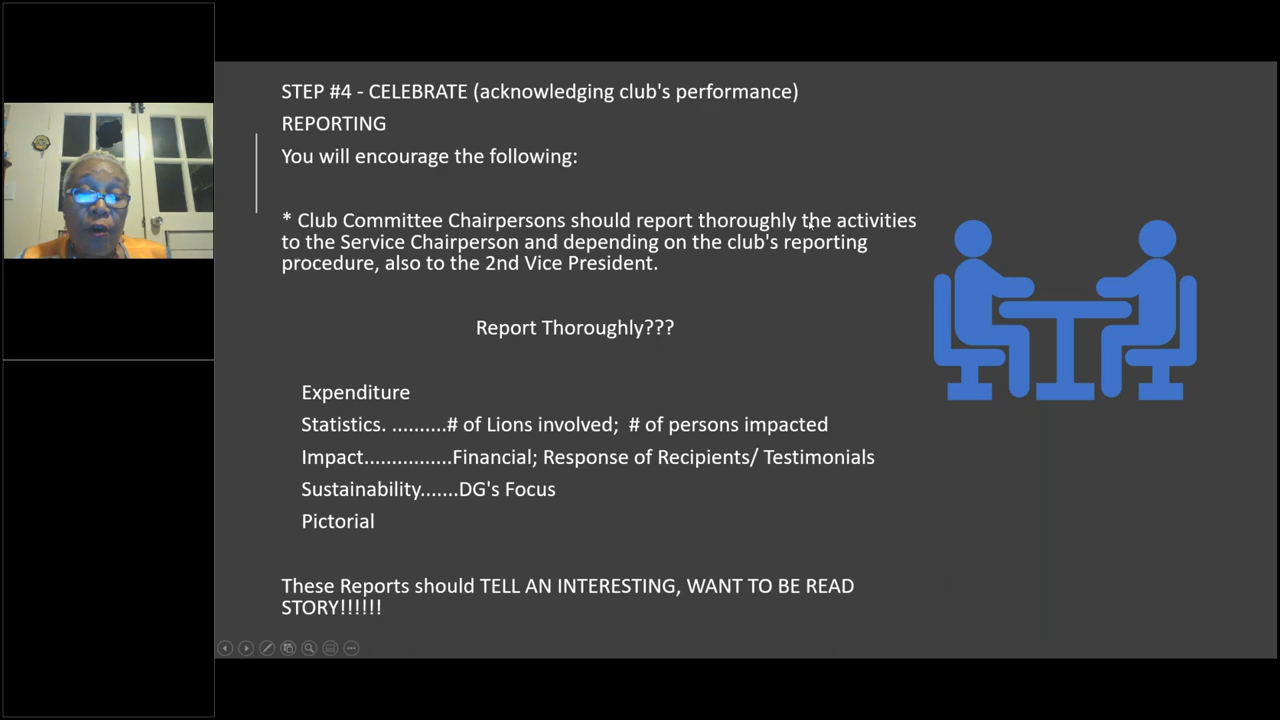 STEP #4 - CELEBRATE (acknowledging club's performance)
REPORTING
You will encourage the following:
* Club Committee Chairpersons should report thoroughly the activities
to the Service Chairperson and depending on the club's reporting
procedure, also to the 2nd Vice President.
Report Thoroughly???
Expenditure
Statistics. ..........# of Lions involved;  # of persons impacted
Impact................Financial; Response of Recipients/ Testimonials
Sustainability.......DG's Focus
Pictorial
These Reports should TELL AN INTERESTING, WANT TO BE READ
STORY!!!!!!